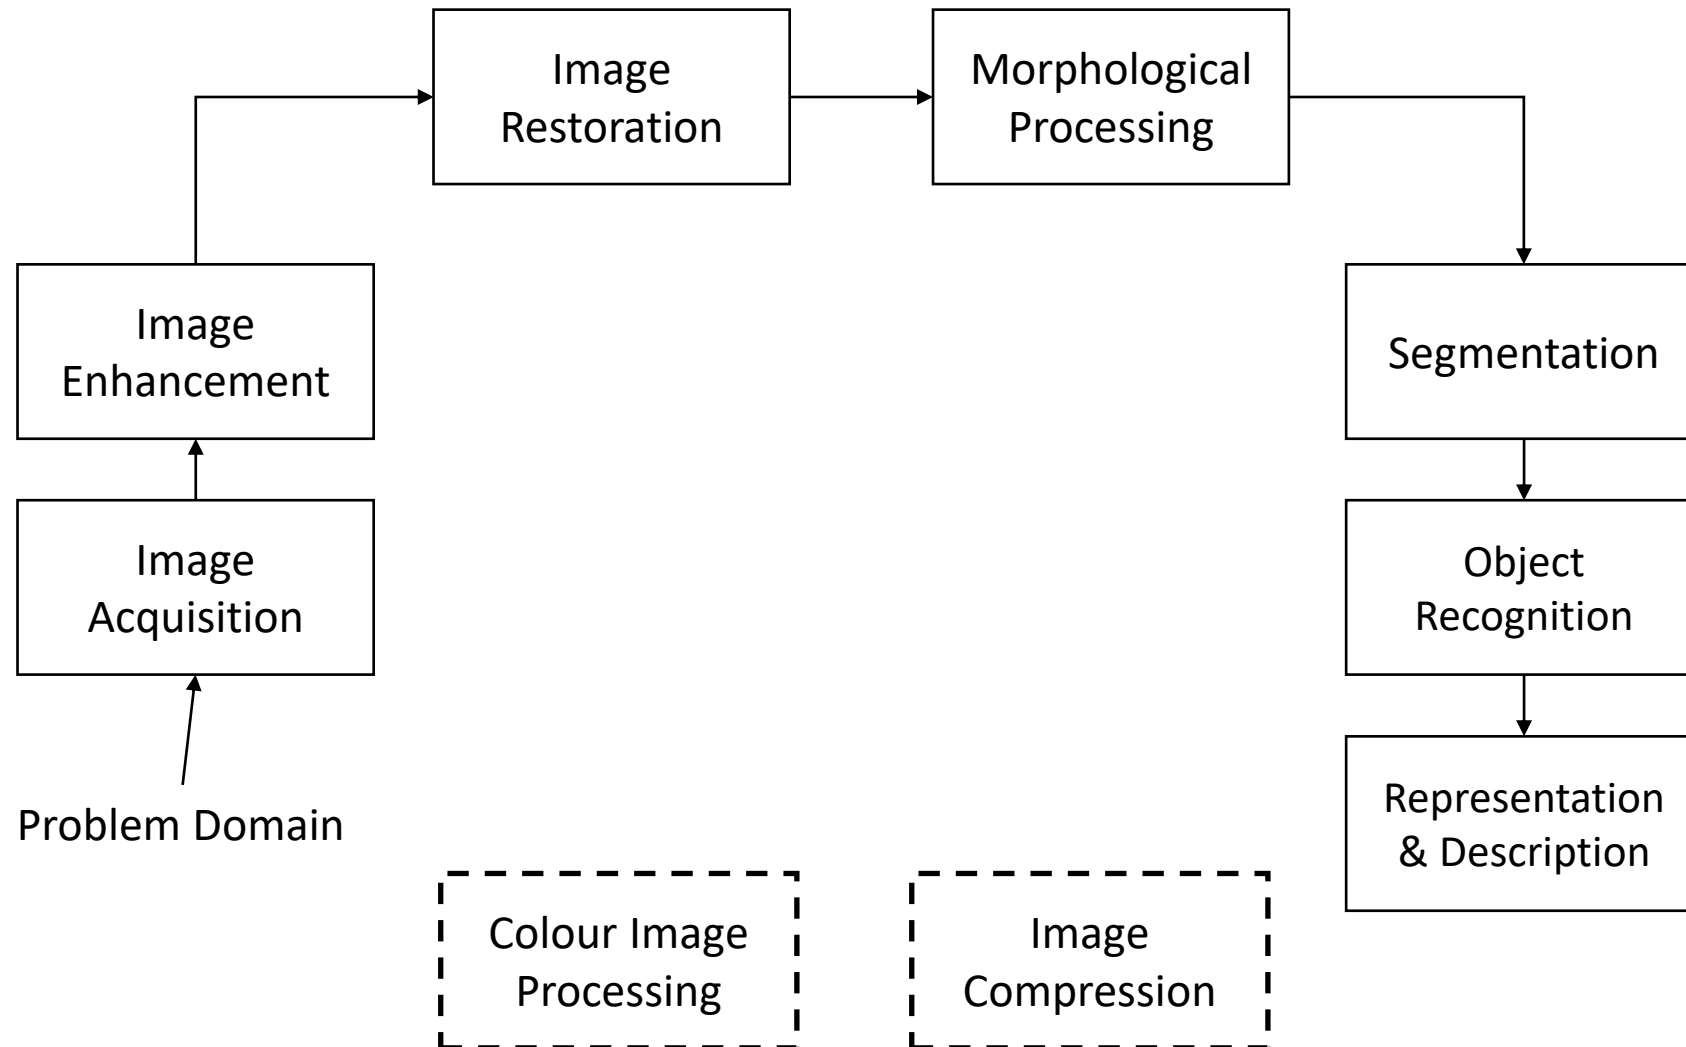 Image
Restoration
Morphological
Processing
Image
Enhancement
Segmentation
Image
Acquisition
Object
Recognition
Problem Domain
Representation
& Description
Colour Image
Processing
Image
Compression